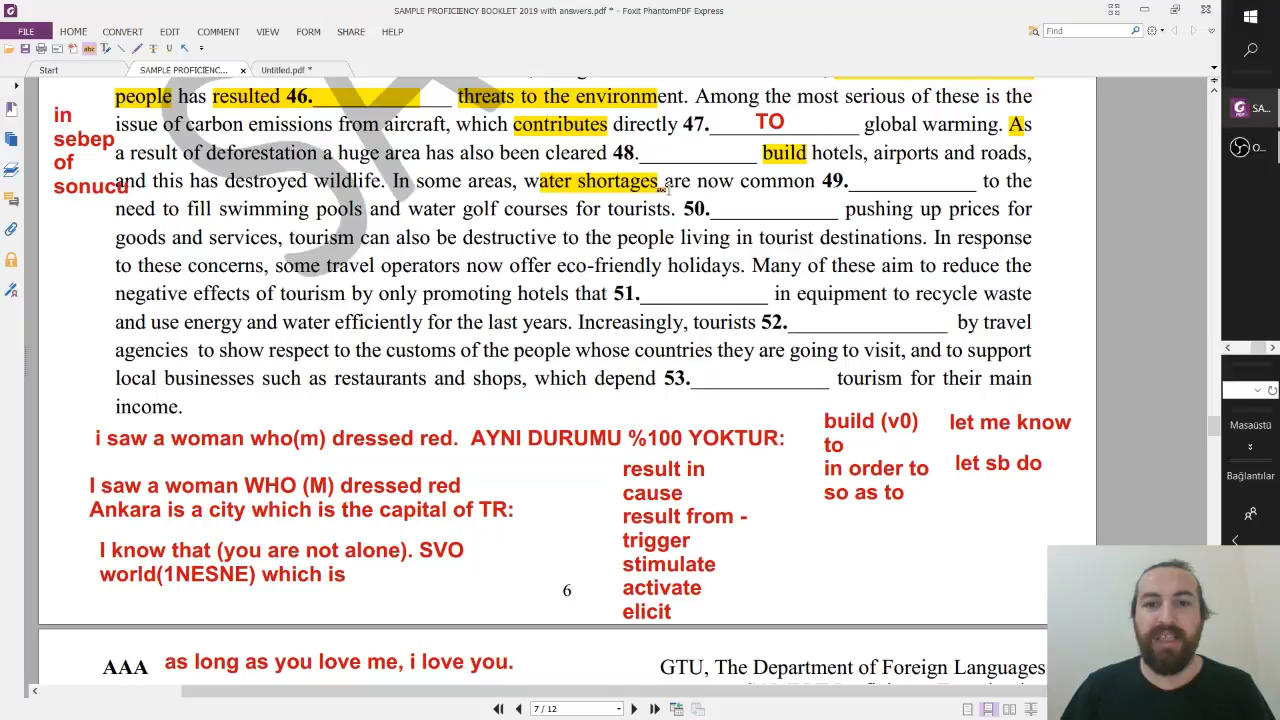 SAMPLE PROFICIENCY BOOKLET 2019 with answers.pdf * - Foxit PhantomPDF Express
FILE HOME CONVERT EDIT COMMENT VIEW FORM SHARE HELP
Find
Start SAMPLE PROFICIENCY... × Untitled.pdf *
people has resulted 46.____________ threats to the environment. Among the most serious of these is the
issue of carbon emissions from aircraft, which contributes directly 47.____TO____ global warming. As
a result of deforestation a huge area has also been cleared 48.__________ build hotels, airports and roads,
and this has destroyed wildlife. In some areas, water shortages are now common 49.___________ to the
need to fill swimming pools and water golf courses for tourists. 50.___________ pushing up prices for
goods and services, tourism can also be destructive to the people living in tourist destinations. In response
to these concerns, some travel operators now offer eco-friendly holidays. Many of these aim to reduce the
negative effects of tourism by only promoting hotels that 51.___________ in equipment to recycle waste
and use energy and water efficiently for the last years. Increasingly, tourists 52.______________ by travel
agencies to show respect to the customs of the people whose countries they are going to visit, and to support
local businesses such as restaurants and shops, which depend 53.____________ tourism for their main
income.
in
sebep
of
sonucu
i saw a woman who(m) dressed red. AYNI DURUMU %100 YOKTUR:
I saw a woman WHO (M) dressed red
Ankara is a city which is the capital of TR:
I know that (you are not alone). SVO
world(1NESNE) which is
result in
cause
result from -
trigger
stimulate
activate
elicit
build (v0)
to
in order to
so as to
let me know
let sb do
6
AAA as long as you love me, i love you. GTU, The Department of Foreign Languages
7 / 12
SA...
O...
Masaüstü
Bağlantılar